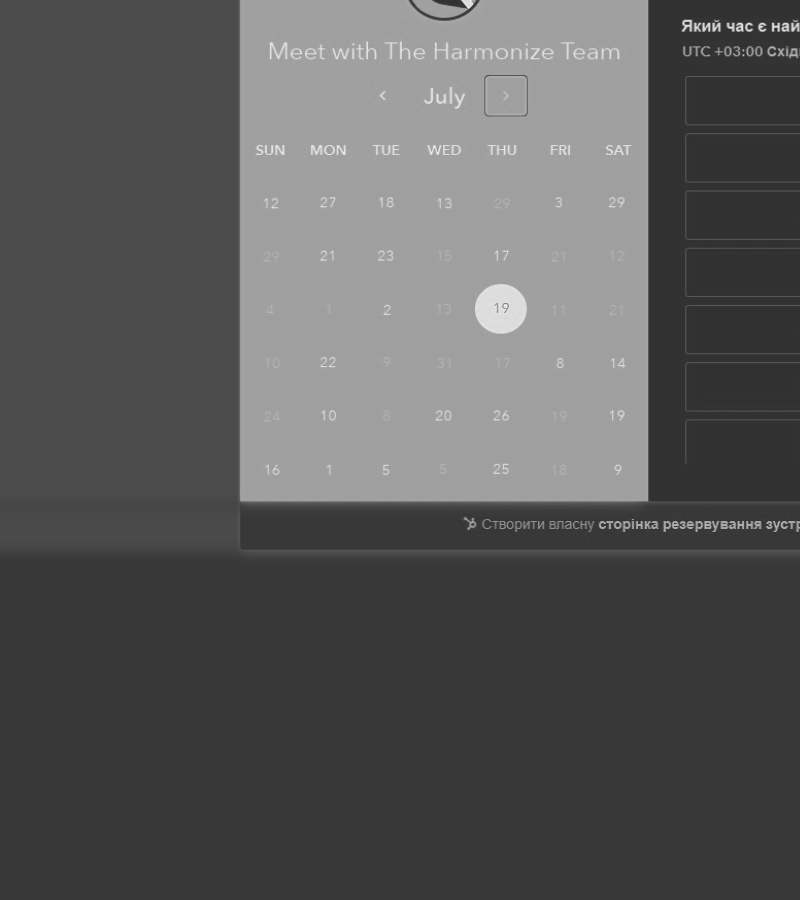 Meet with The Harmonize Team
July
SUN MON TUE WED THU FRI SAT
12 27 18 13 29 3 29
29 21 23 15 17 21 12
4 1 2 13 19 11 21
10 22 9 31 17 8 14
24 10 8 20 26 19 19
16 1 5 5 25 18 9
Який час є най
UTC +03:00 Схід
Створити власну сторінка резервування зустр